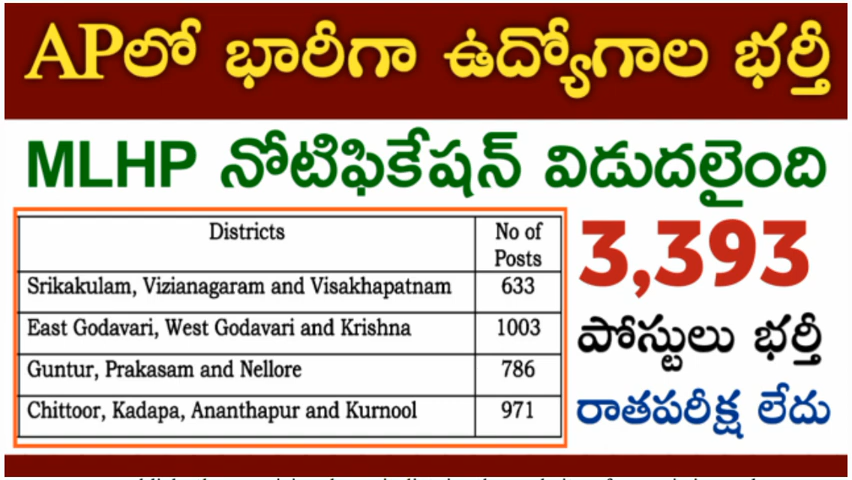 APలో భారీగా ఉద్యోగాల భర్తీ
MLHP నోటిఫికేషన్ విడుదలైంది
Districts No of Posts
Srikakulam, Vizianagaram and Visakhapatnam 633
East Godavari, West Godavari and Krishna 1003
Guntur, Prakasam and Nellore 786
Chittoor, Kadapa, Ananthapur and Kurnool 971
3,393
పోస్టులు భర్తీ
రాతపరీక్ష లేదు